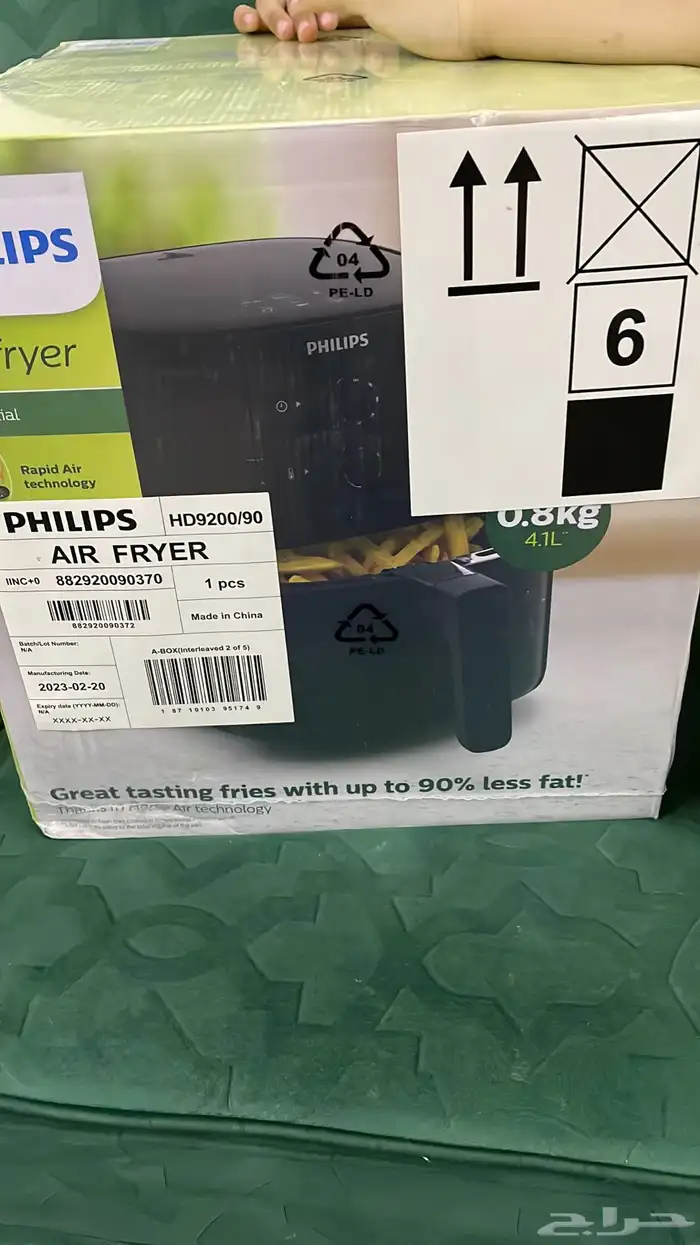 LIPS
fryer
ial
Rapid Air
technology
04
PE-LD
PHILIPS
6
0.8kg
4.1L
PHILIPS HD9200/90
AIR FRYER
IINC+0 882920090370 1 pcs
882920090372
Made in China
Batch/Lot Number:
N/A
A-BOX(Interleaved 2 of 5)
Manufacturing Date:
2023-02-20
1 87 10103 95174 9
Expiry date (YYYY-MM-DD):
N/A
XXXX-XX-XX
04
PE-LD
Great tasting fries with up to 90% less fat!
Air technology
حراج